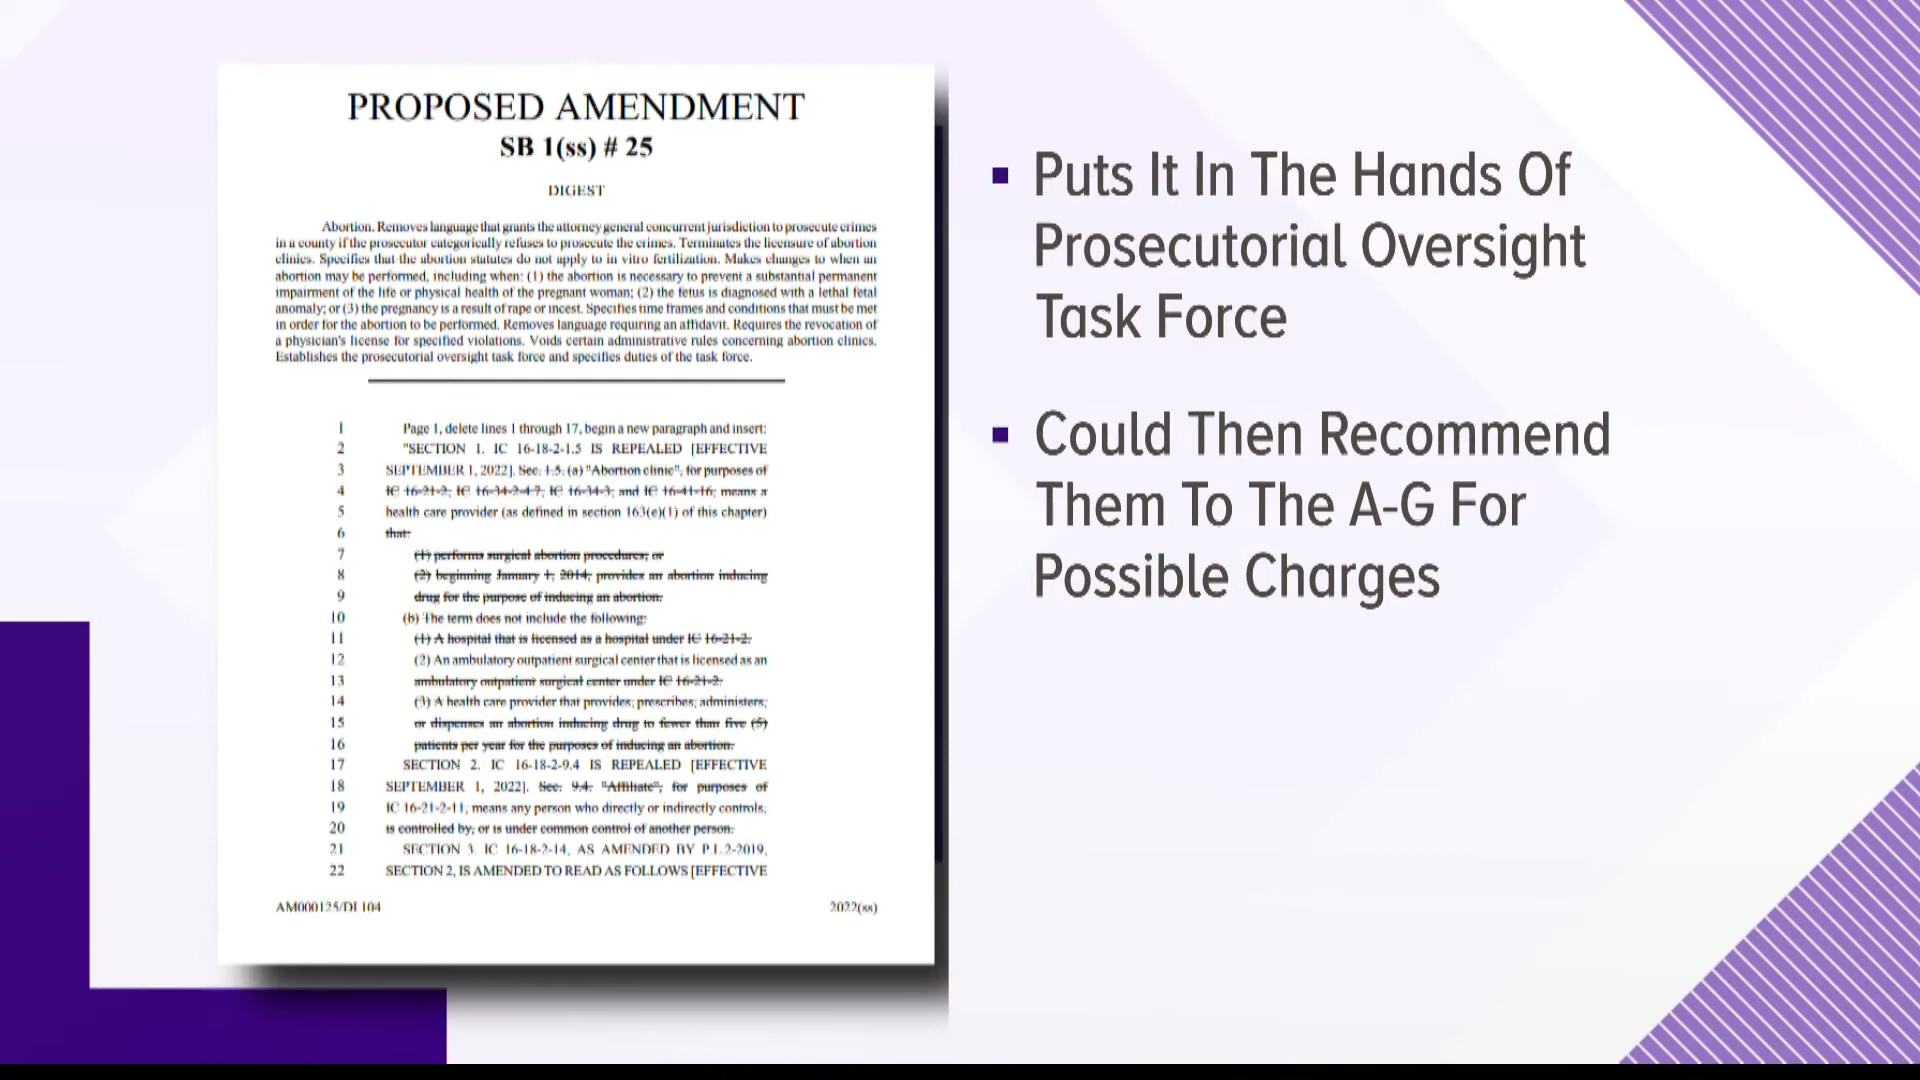 PROPOSED AMENDMENT
SB 1(ss) # 25
DIGEST
Abortion. Removes language that grants the attorney general concurrent jurisdiction to prosecute crimes
in a county if the prosecutor categorically refuses to prosecute the crimes. Terminates the licensure of abortion
clinics. Specifies that the abortion statutes do not apply to in vitro fertilization. Makes changes to when an
abortion may be performed, including when: (1) the abortion is necessary to prevent a substantial permanent
impairment of the life or physical health of the pregnant woman; (2) the fetus is diagnosed with a lethal fetal
anomaly; or (3) the pregnancy is a result of rape or incest. Specifies time frames and conditions that must be met
in order for the abortion to be performed. Removes language requiring an affidavit. Requires the revocation of
a physician's license for specified violations. Voids certain administrative rules concerning abortion clinics.
Establishes the prosecutorial oversight task force and specifies duties of the task force.
1 Page 1, delete lines 1 through 17, begin a new paragraph and insert:
2 "SECTION 1. IC 16-18-2-1.5 IS REPEALED [EFFECTIVE
3 SEPTEMBER 1, 2022]. Sec. 1.5. (a) "Abortion clinic", for purposes of
4 IC 16-21-2, IC 16-34-2-4.7, IC 16-34-3, and IC 16-41-16, means a
5 health care provider (as defined in section 163(e)(1) of this chapter)
6 that:
7 (1) performs surgical abortion procedures; or
8 (2) beginning January 1, 2014, provides an abortion inducing
9 drug for the purpose of inducing an abortion.
10 (b) The term does not include the following:
11 (1) A hospital that is licensed as a hospital under IC 16-21-2.
12 (2) An ambulatory outpatient surgical center that is licensed as an
13 ambulatory outpatient surgical center under IC 16-21-2.
14 (3) A health care provider that provides, prescribes, administers,
15 or dispenses an abortion inducing drug to fewer than five (5)
16 patients per year for the purposes of inducing an abortion.
17 SECTION 2. IC 16-18-2-9.4 IS REPEALED [EFFECTIVE
18 SEPTEMBER 1, 2022]. Sec. 9.4. "Affiliate", for purposes of
19 IC 16-21-2-11, means any person who directly or indirectly controls,
20 is controlled by, or is under common control of another person.
21 SECTION 3. IC 16-18-2-14, AS AMENDED BY P.L.2-2019,
22 SECTION 2, IS AMENDED TO READ AS FOLLOWS [EFFECTIVE
AM000125/DI 104 2022(ss)
Puts It In The Hands Of
Prosecutorial Oversight
Task Force
Could Then Recommend
Them To The A-G For
Possible Charges